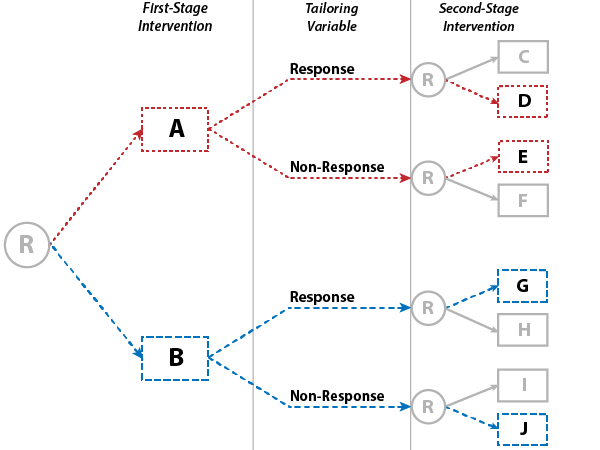 First-Stage
Intervention
Tailoring
Variable
Second-Stage
Intervention
Response
R
C
D
A
Non-Response
R
E
F
R
Response
R
G
H
B
Non-Response
R
I
J